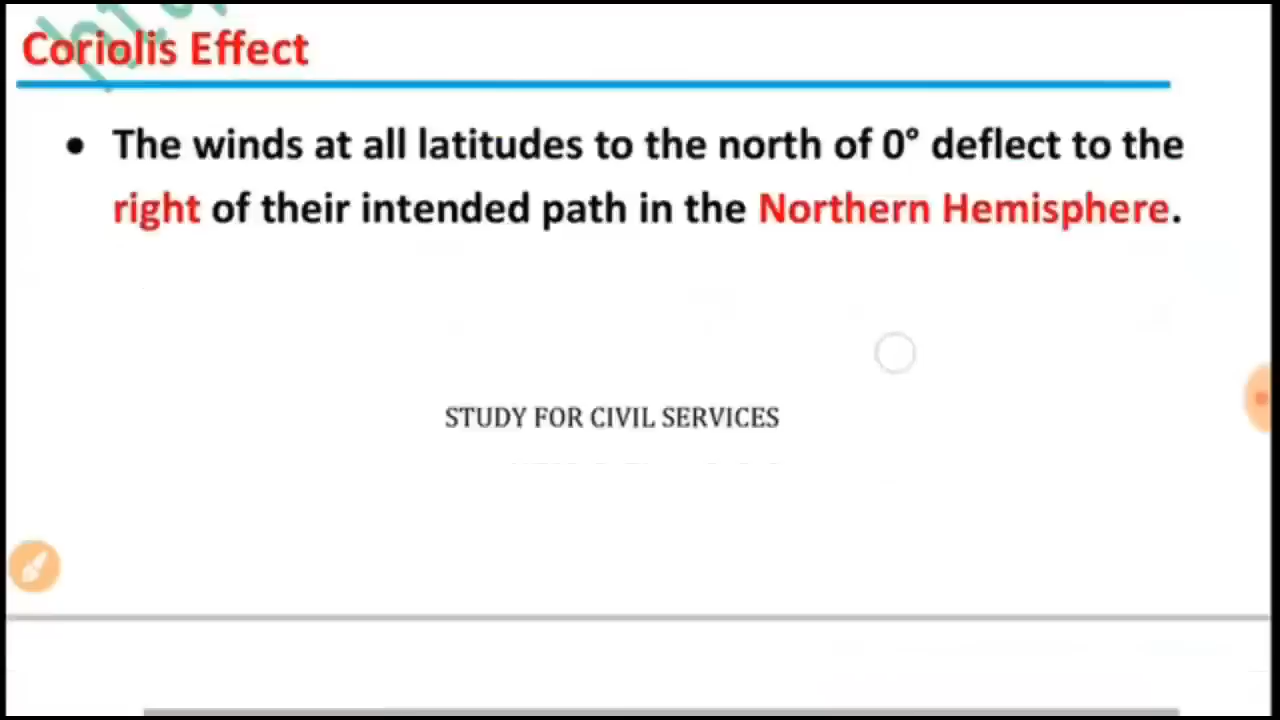 Coriolis Effect
• The winds at all latitudes to the north of 0° deflect to the
right of their intended path in the Northern Hemisphere.
STUDY FOR CIVIL SERVICES